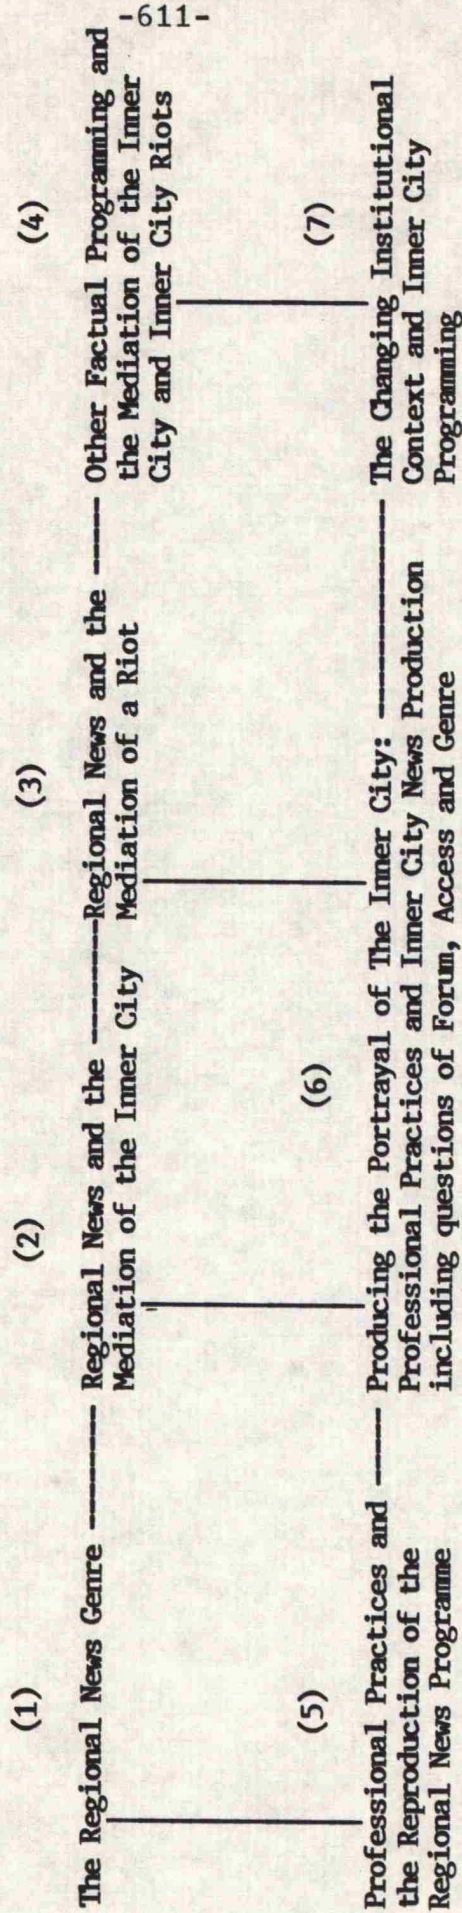 -611-
(1)
The Regional News Genre
(2)
Regional News and the
Mediation of the Inner City
(3)
Regional News and the
Mediation of a Riot
(4)
Other Factual Programming and
the Mediation of the Inner
City and Inner City Riots
(5)
Professional Practices and
the Reproduction of the
Regional News Programme
(6)
Producing the Portrayal of The Inner City:
Professional Practices and Inner City News Production
including questions of Forum, Access and Genre
(7)
The Changing Institutional
Context and Inner City
Programming